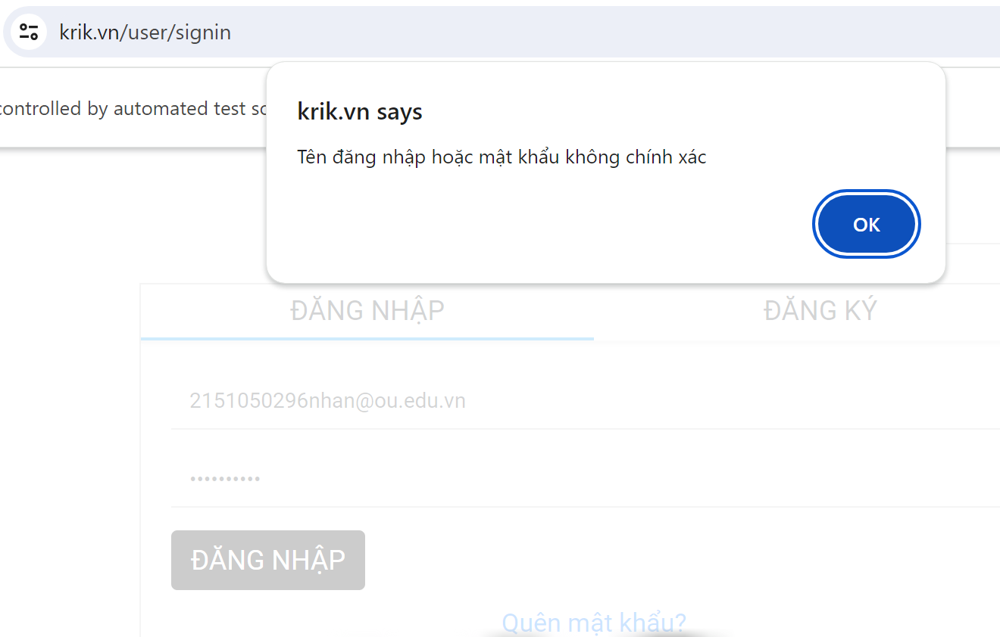 krik.vn/user/signin
controlled by automated test so
krik.vn says
Tên đăng nhập hoặc mật khẩu không chính xác
OK
ĐĂNG NHẬP
ĐĂNG KÝ
2151050296nhan@ou.edu.vn
••••••••••
ĐĂNG NHẬP
Quên mật khẩu?